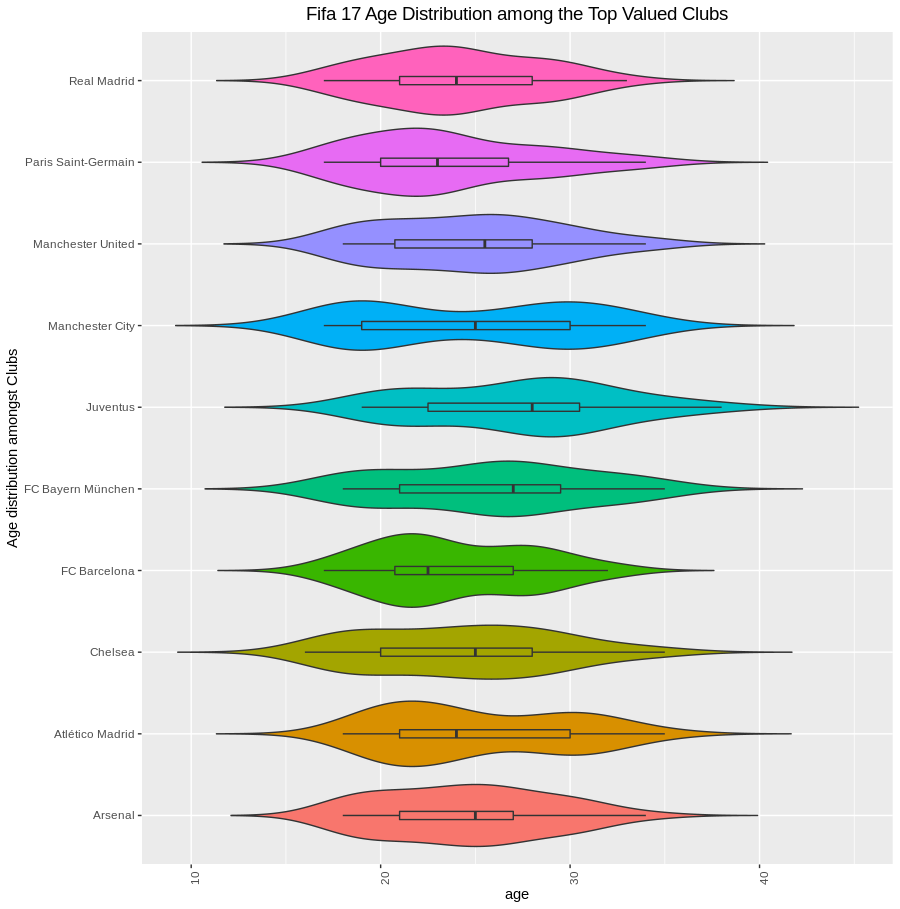 Fifa 17 Age Distribution among the Top Valued Clubs
Age distribution amongst Clubs
Real Madrid
Paris Saint-Germain
Manchester United
Manchester City
Juventus
FC Bayern München
FC Barcelona
Chelsea
Atlético Madrid
Arsenal
10 20 30 40
age